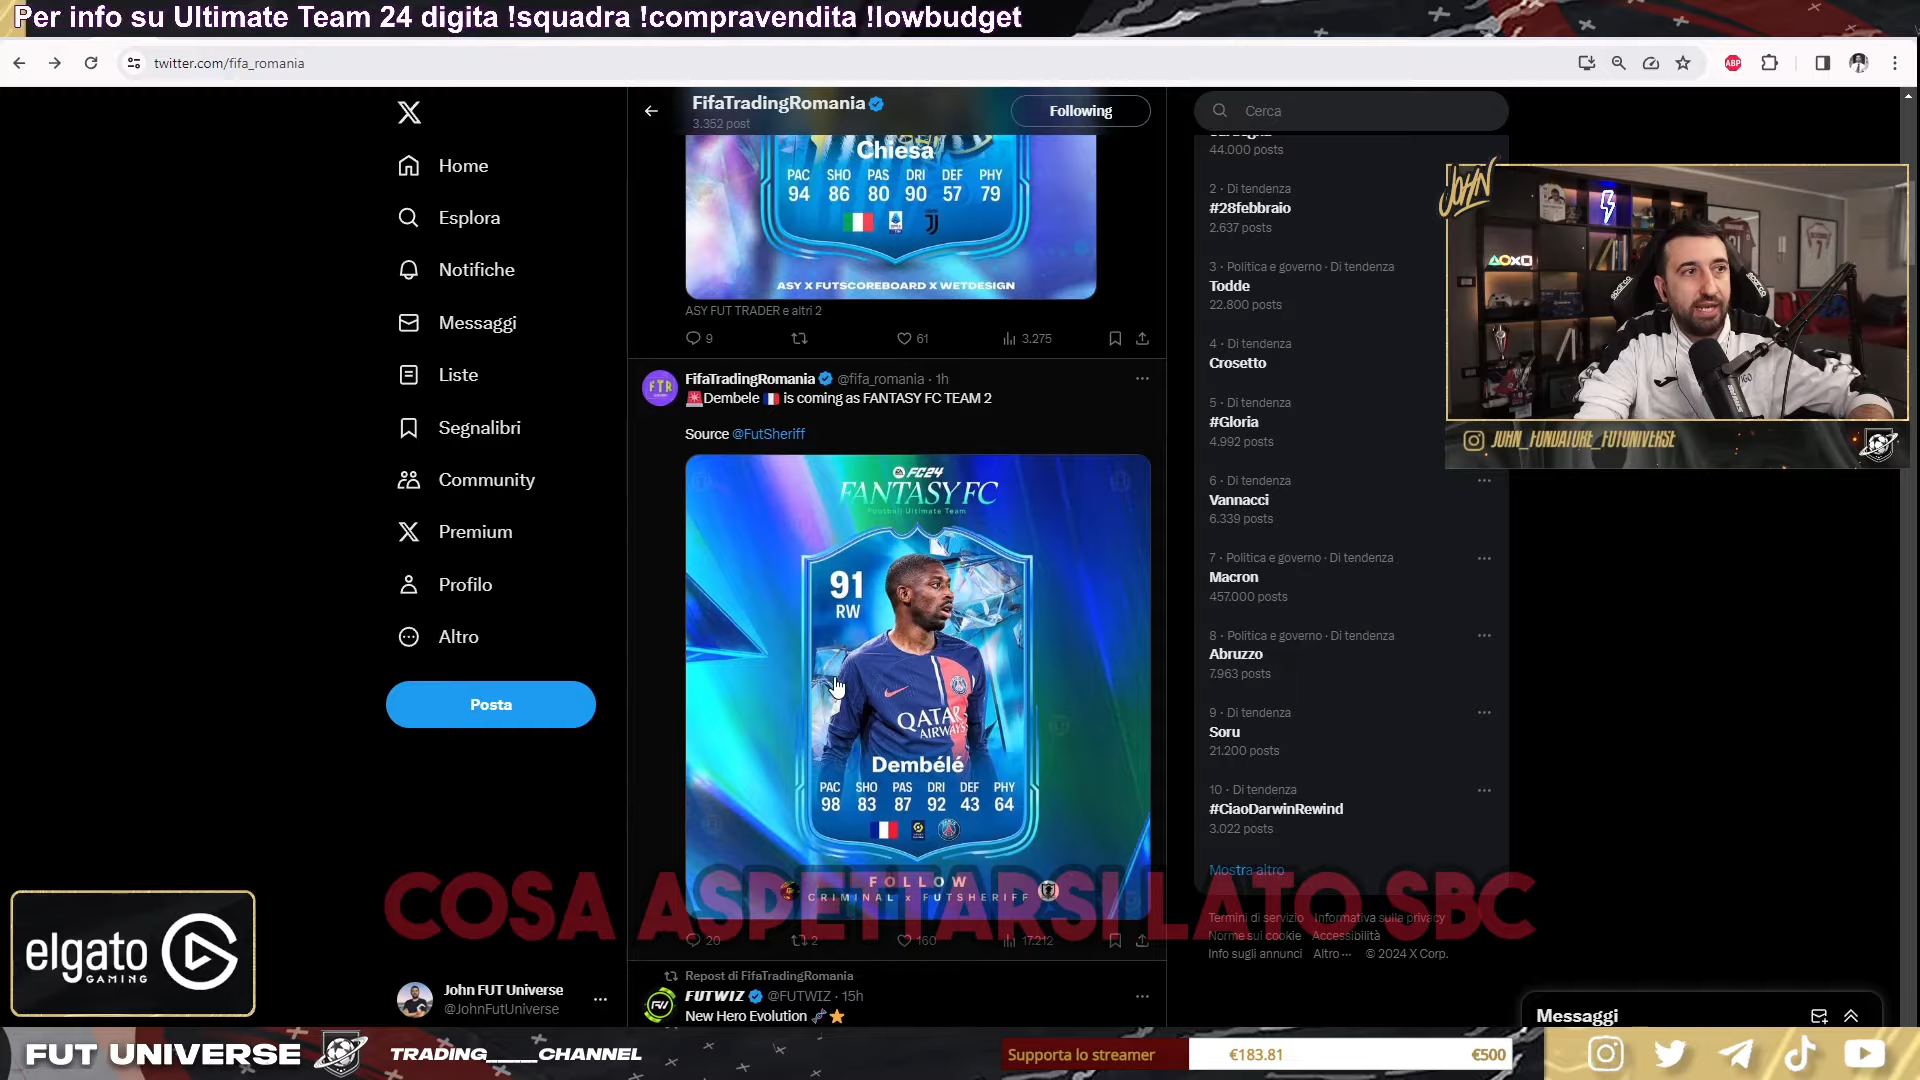 Per info su Ultimate Team 24 digita !squadra !compravendita !lowbudget
twitter.com/fifa_romania
ABP
FifaTradingRomania
3.352 post
Following
Cerca
Home
Esplora
Notifiche
Messaggi
Liste
Segnalibri
Community
Premium
Profilo
Altro
Posta
John FUT Universe
@JohnFutUniverse
Chiesa
PAC SHO PAS DRI DEF PHY
94 86 80 90 57 79
ASY X FUTSCOREBOARD X WETDESIGN
ASY FUT TRADER e altri 2
9
61
3.275
FTR
FifaTradingRomania @fifa_romania · 1h
Dembele is coming as FANTASY FC TEAM 2
Source @FutSheriff
FC24
FANTASY FC
Football Ultimate Team
91
RW
QATAR
AIRWAYS
Dembélé
PAC SHO PAS DRI DEF PHY
98 83 87 92 43 64
FOLLOW
CRIMINAL x FUTSHERIFF
COSA ASPETTARSI LATO SBC
20
2
160
17.212
Repost di FifaTradingRomania
FUTWIZ @FUTWIZ · 15h
New Hero Evolution
44.000 posts
2 · Di tendenza
#28febbraio
2.637 posts
3 · Politica e governo · Di tendenza
Todde
22.800 posts
4 · Di tendenza
Crosetto
5 · Di tendenza
#Gloria
4.992 posts
6 · Di tendenza
Vannacci
6.339 posts
7 · Politica e governo · Di tendenza
Macron
457.000 posts
8 · Politica e governo · Di tendenza
Abruzzo
7.963 posts
9 · Di tendenza
Soru
21.200 posts
10 · Di tendenza
#CiaoDarwinRewind
3.022 posts
Mostra altro
Termini di servizio Informativa sulla privacy
Norme sui cookie Accessibilità
Info sugli annunci Altro ··· © 2024 X Corp.
JOHN
JOHN_FONDATORE_FUTUNIVERSE
Messaggi
elgato
GAMING
FUT UNIVERSE
TRADING_____CHANNEL
Supporta lo streamer
€183.81
€500